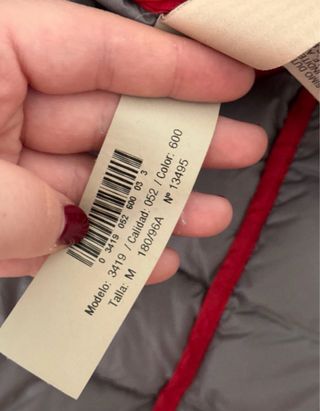 0 3419 052 600 03 3
Modelo: 3419 / Calidad: 052 / Color: 600
Talla: M 180/96A Nº 13495